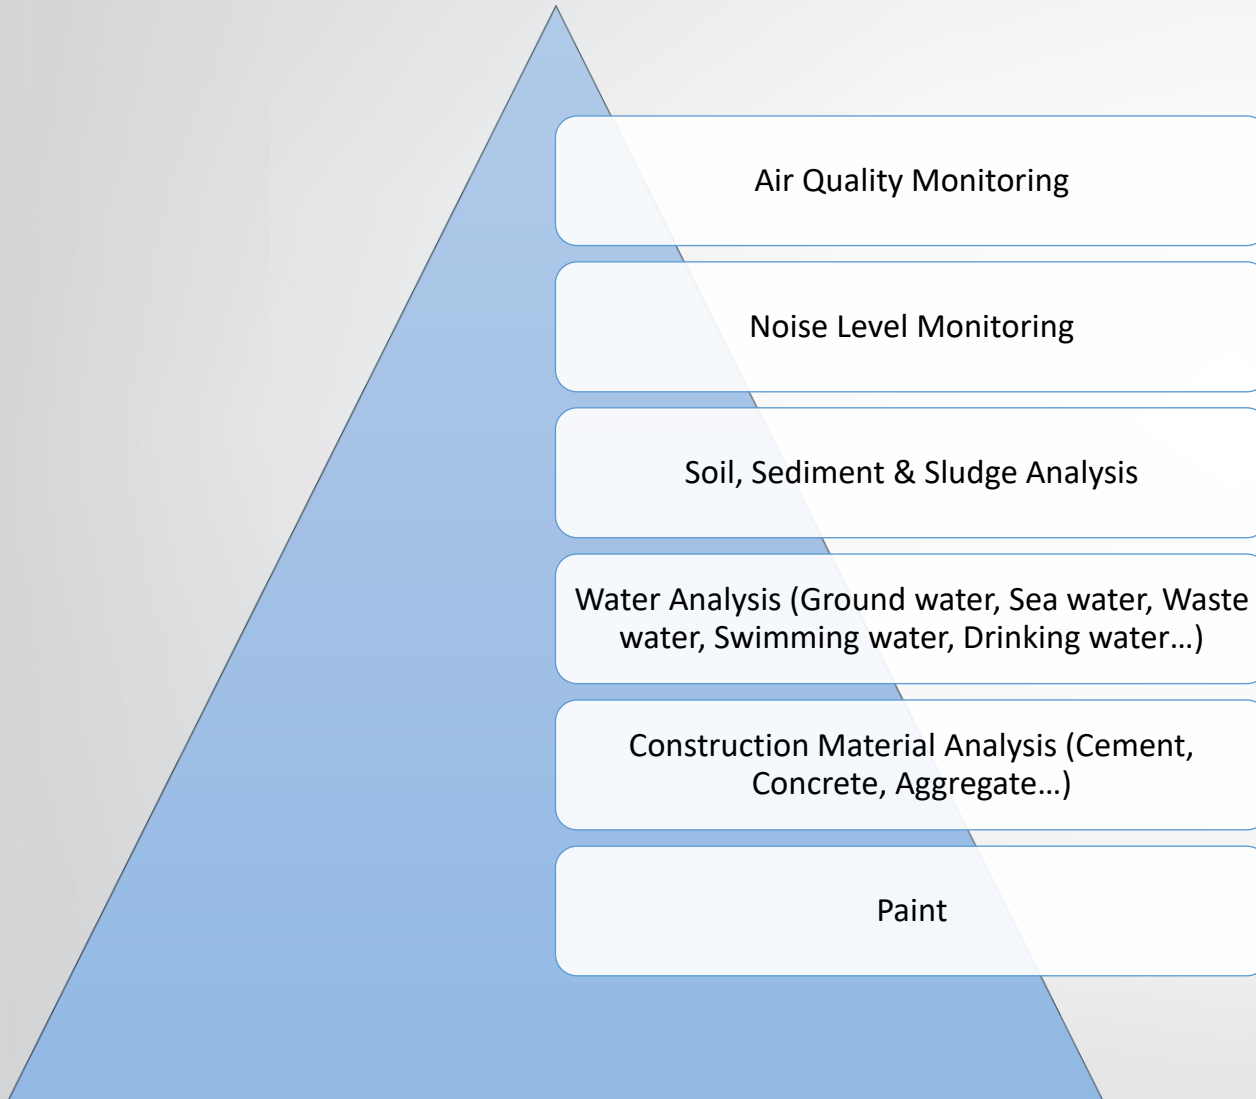 Air Quality Monitoring
Noise Level Monitoring
Soil, Sediment & Sludge Analysis
Water Analysis (Ground water, Sea water, Waste
water, Swimming water, Drinking water...)
Construction Material Analysis (Cement,
Concrete, Aggregate...)
Paint